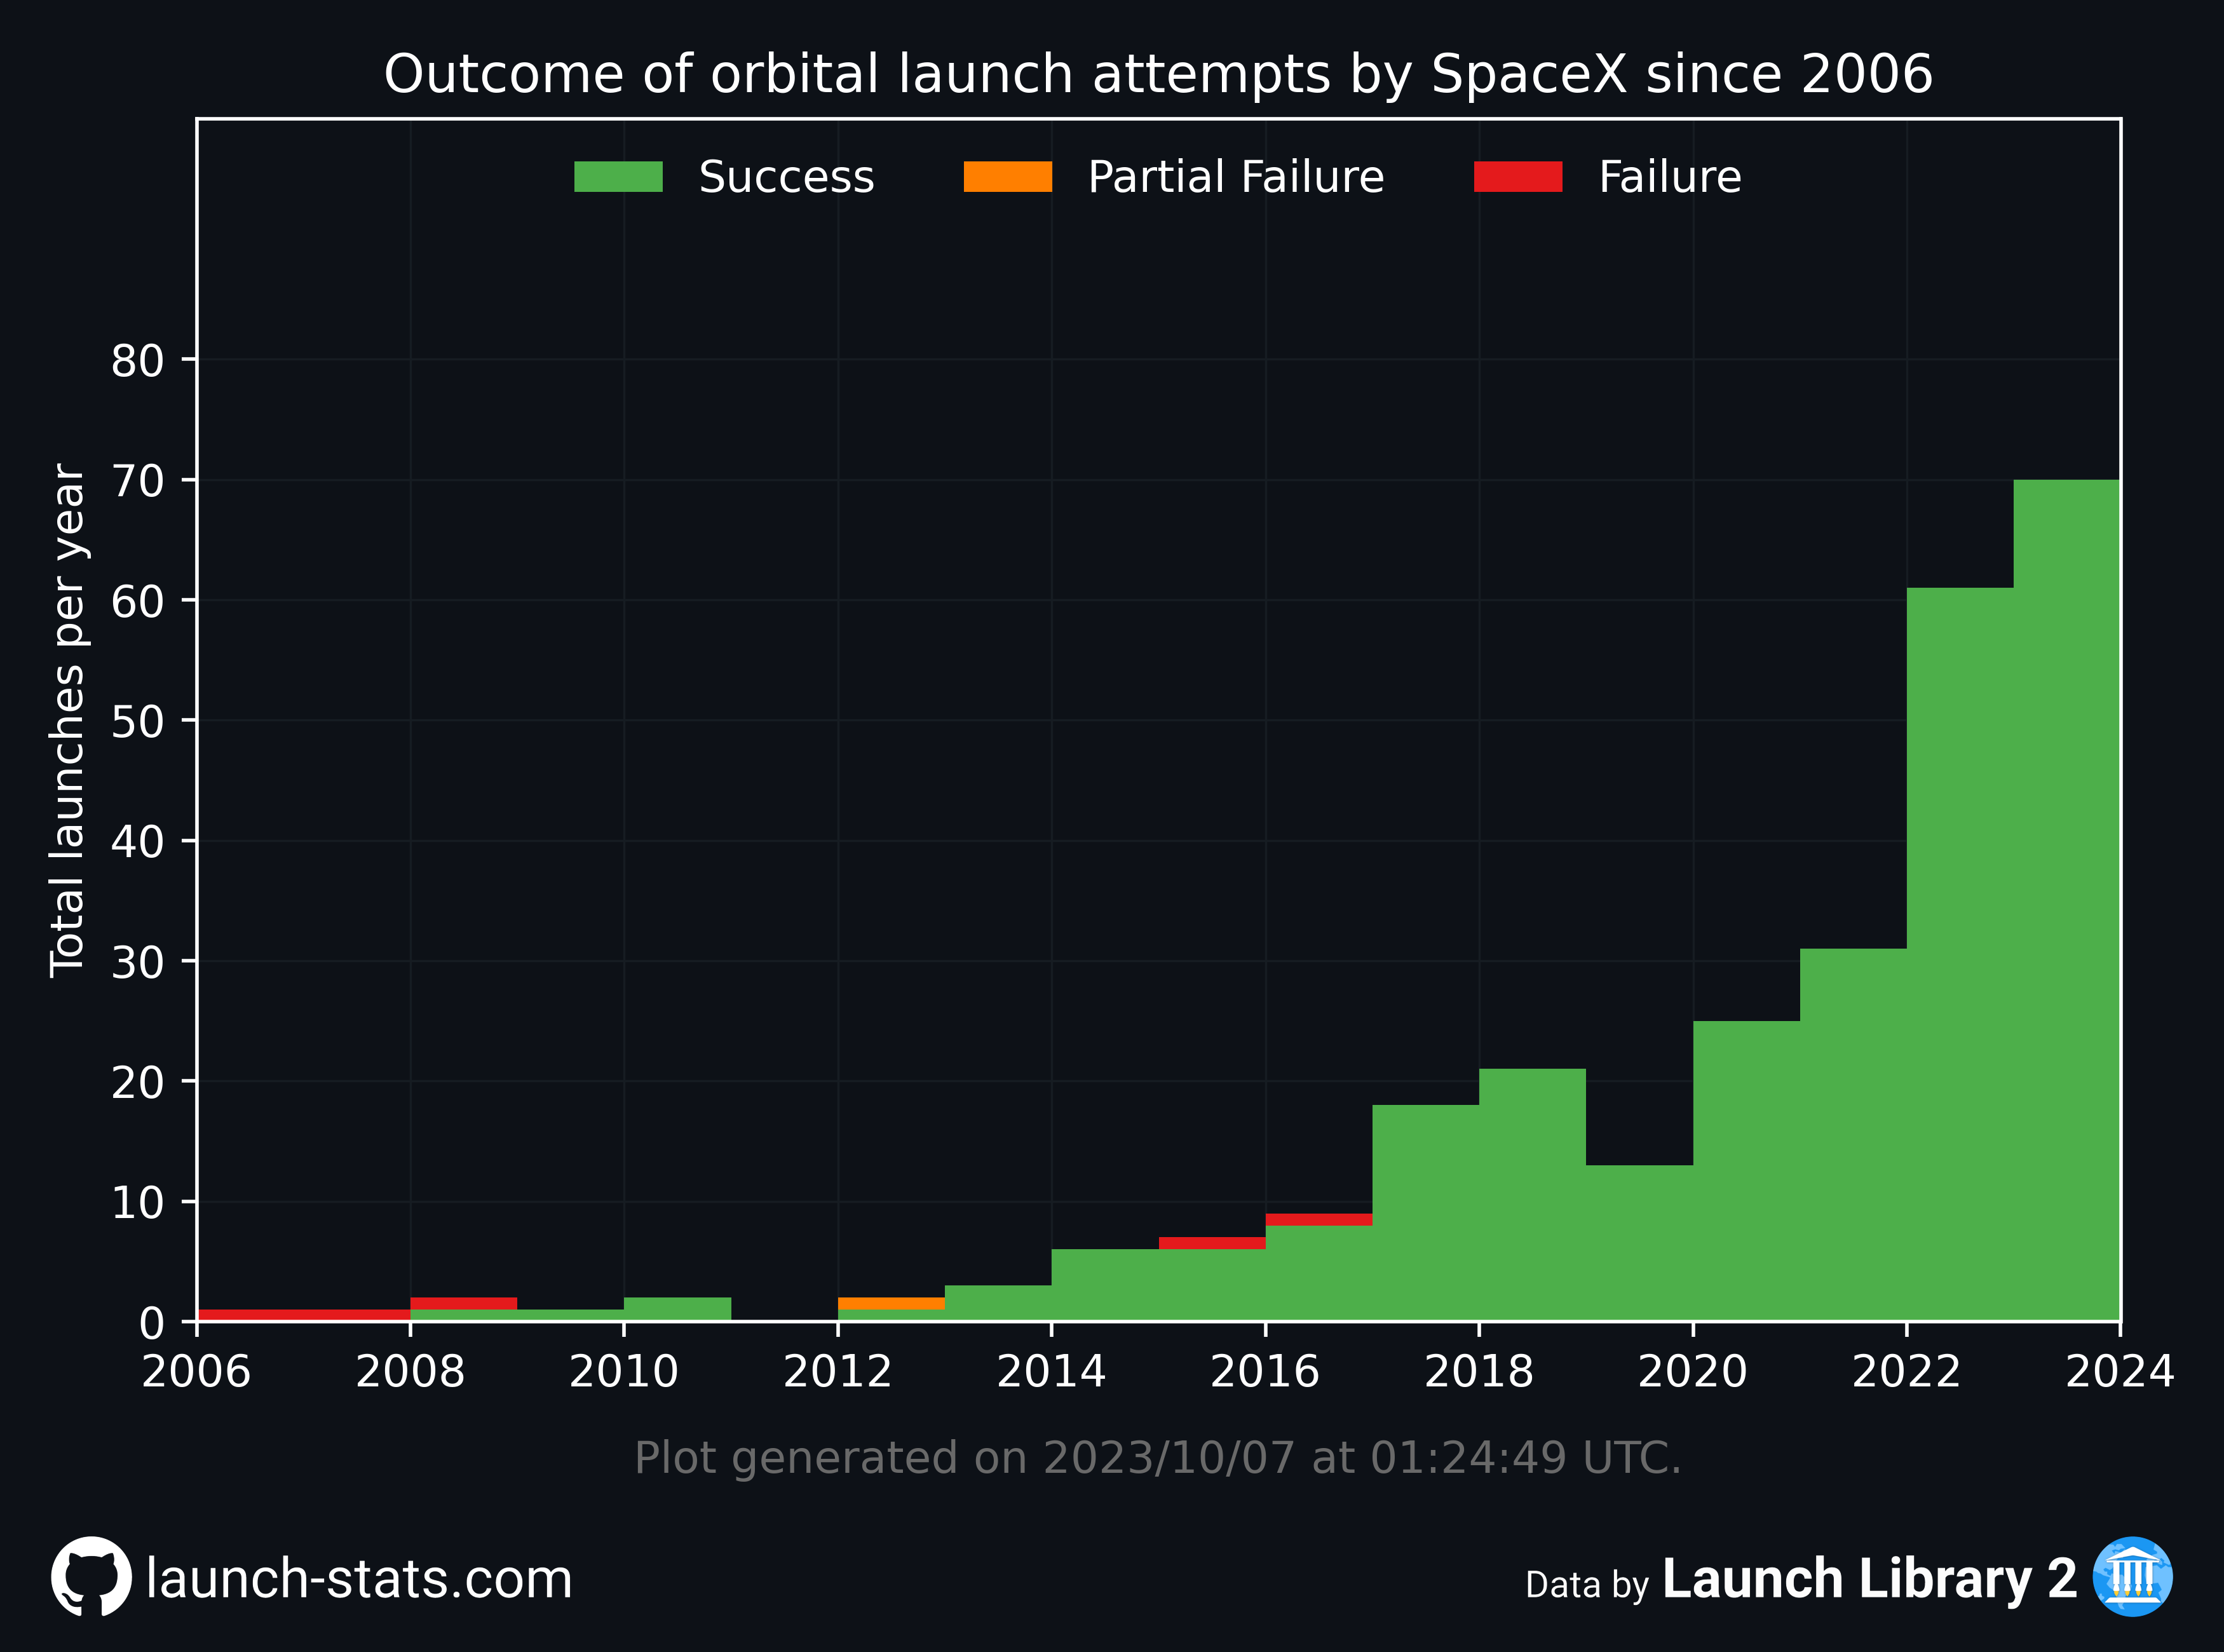 Outcome of orbital launch attempts by SpaceX since 2006
Success Partial Failure Failure
Total launches per year
80
70
60
50
40
30
20
10
0
2006 2008 2010 2012 2014 2016 2018 2020 2022 2024
Plot generated on 2023/10/07 at 01:24:49 UTC.
launch-stats.com
Data by Launch Library 2